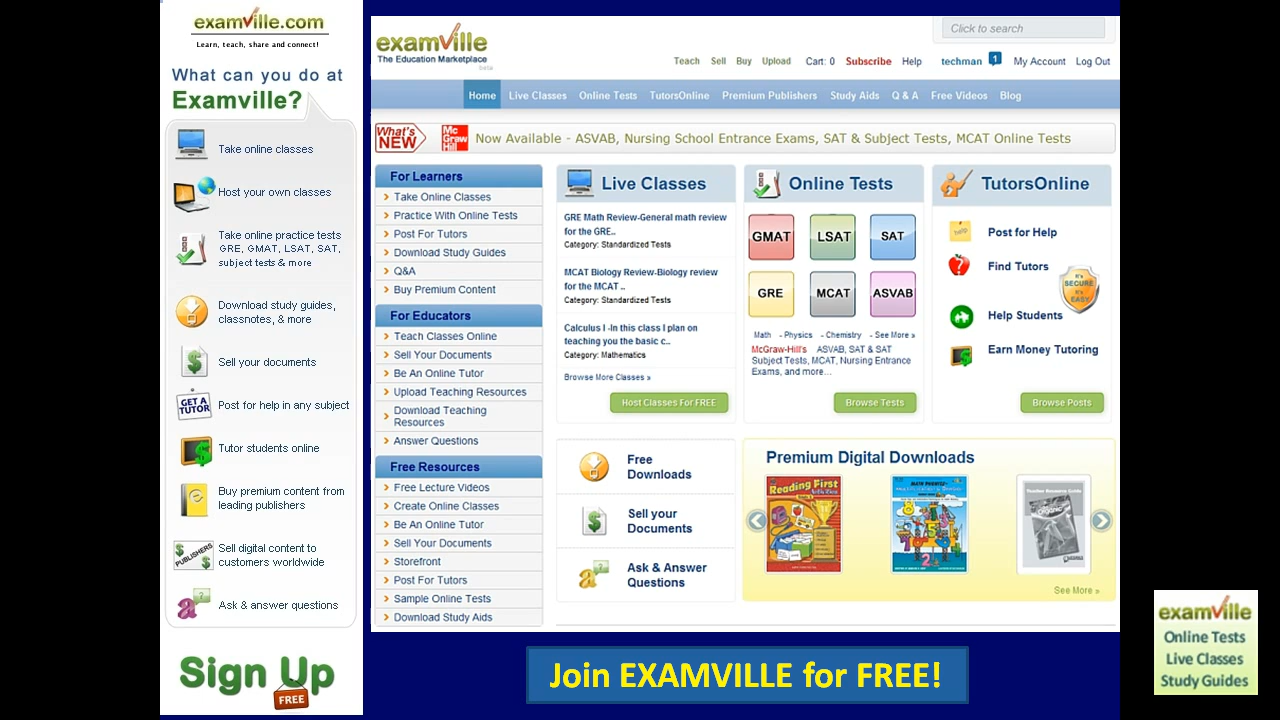 examville.com
Learn, teach, share and connect!
What can you do at
Examville?
Take online classes
Host your own classes
Take online practice tests
GRE, GMAT, LSAT, SAT,
subject tests & more
Download study guides,
classnotes, & more
Sell your documents
GET A
TUTOR
Post for help in any subject
Tutor students online
Buy premium content from
leading publishers
PUBLISHERS
Sell digital content to
customers worldwide
Ask & answer questions
Sign Up
FREE
examville
The Education Marketplace
beta
Click to search
Teach Sell Buy Upload Cart: 0 Subscribe Help techman 1 My Account Log Out
Home Live Classes Online Tests TutorsOnline Premium Publishers Study Aids Q & A Free Videos Blog
What's
NEW
Mc
Graw
Hill
Now Available - ASVAB, Nursing School Entrance Exams, SAT & Subject Tests, MCAT Online Tests
For Learners
Take Online Classes
Practice With Online Tests
Post For Tutors
Download Study Guides
Q&A
Buy Premium Content
For Educators
Teach Classes Online
Sell Your Documents
Be An Online Tutor
Upload Teaching Resources
Download Teaching
Resources
Answer Questions
Free Resources
Free Lecture Videos
Create Online Classes
Be An Online Tutor
Sell Your Documents
Storefront
Post For Tutors
Sample Online Tests
Download Study Aids
Live Classes
GRE Math Review-General math review
for the GRE..
Category: Standardized Tests
MCAT Biology Review-Biology review
for the MCAT ..
Category: Standardized Tests
Calculus I -In this class I plan on
teaching you the basic c..
Category: Mathematics
Browse More Classes »
Host Classes For FREE
Online Tests
GMAT LSAT SAT
GRE MCAT ASVAB
Math - Physics - Chemistry - See More »
McGraw-Hill's ASVAB, SAT & SAT
Subject Tests, MCAT, Nursing Entrance
Exams, and more...
Browse Tests
TutorsOnline
help
Post for Help
Find Tutors
IT'S
SECURE
IT'S
EASY
Help Students
Earn Money Tutoring
Browse Posts
Free
Downloads
Sell your
Documents
Ask & Answer
Questions
Premium Digital Downloads
Reading First
Teacher Resource Guide
See More »
Join EXAMVILLE for FREE!
examville
Online Tests
Live Classes
Study Guides